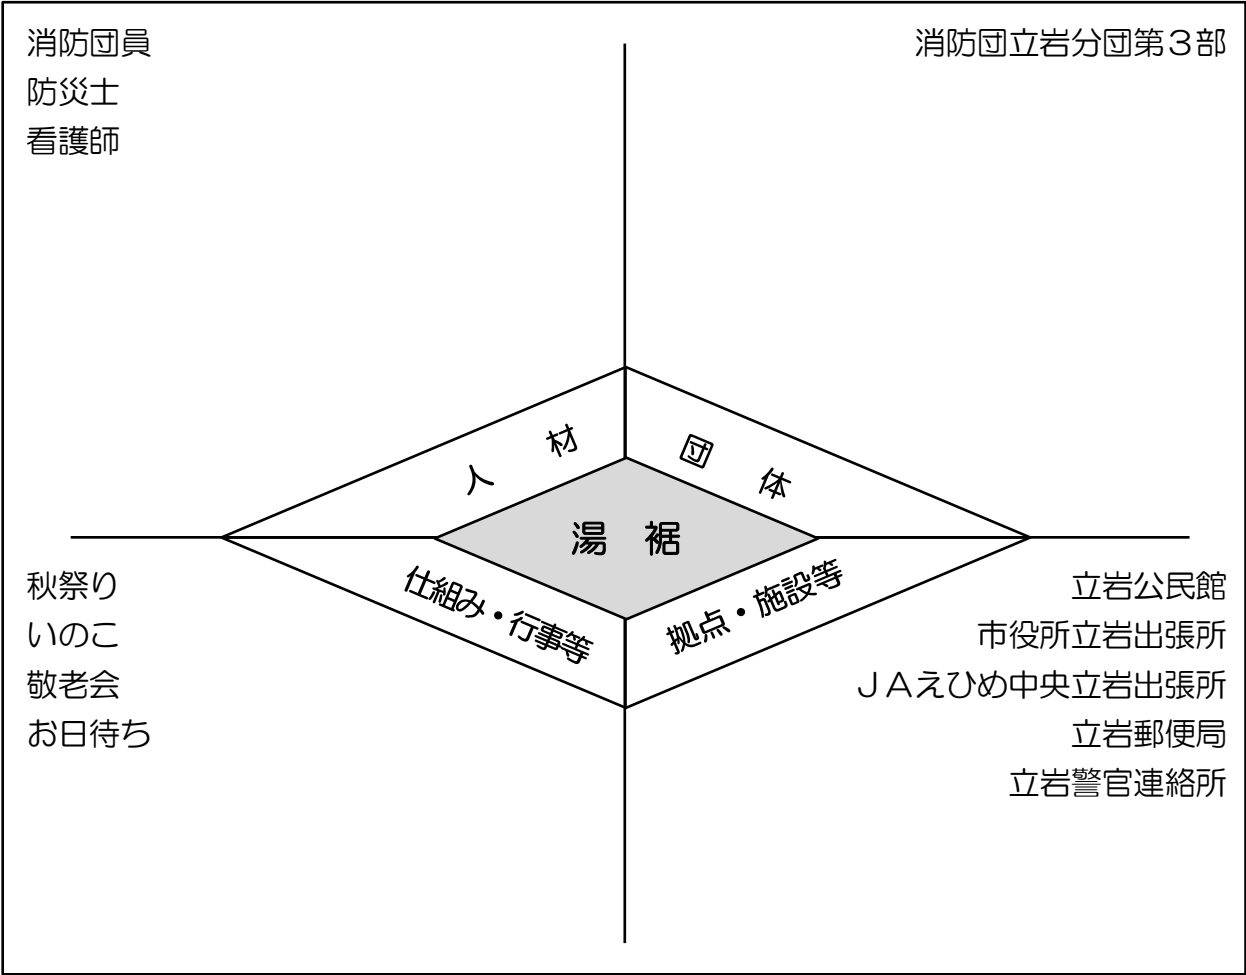 消防団員
防災士
看護師
消防団立岩分団第３部
人材
団体
湯裾
仕組み・行事等
拠点・施設等
秋祭り
いのこ
敬老会
お日待ち
立岩公民館
市役所立岩出張所
ＪＡえひめ中央立岩出張所
立岩郵便局
立岩警官連絡所